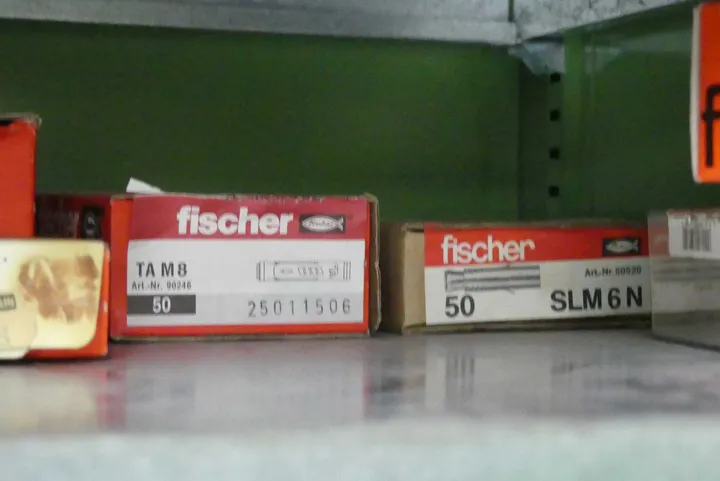 fischer
TA M8
Art.-Nr. 90246
50
25011506
fischer
Art.-Nr. 50520
50
SLM 6 N